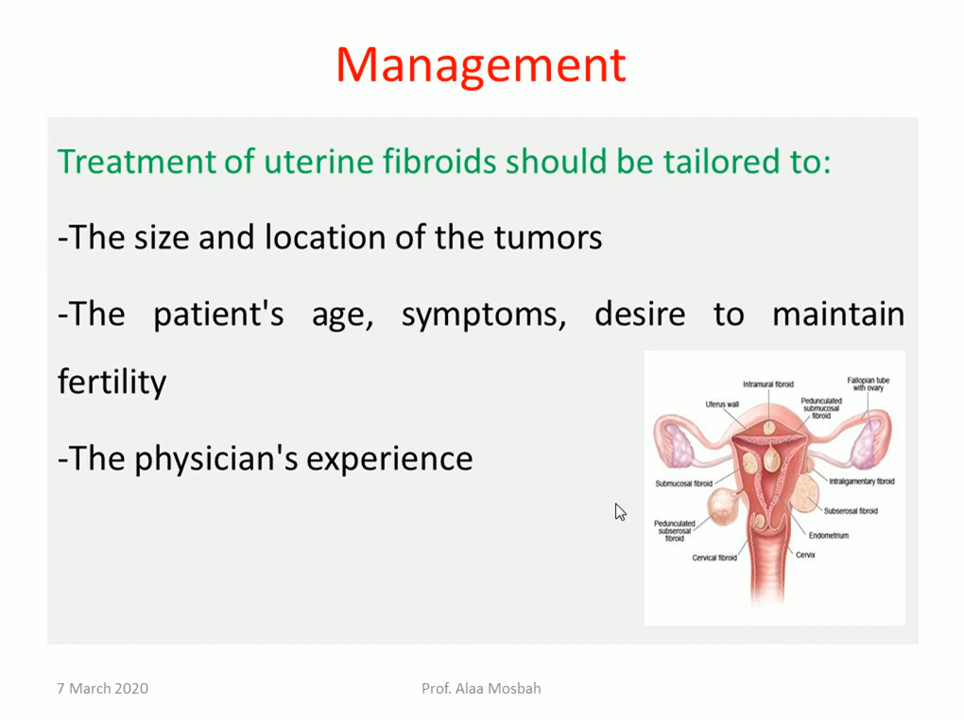 Management
Treatment of uterine fibroids should be tailored to:
-The size and location of the tumors
-The patient's age, symptoms, desire to maintain
fertility
-The physician's experience
Intramural fibroid
Fallopian tube
with ovary
Uterus wall
Pedunculated
submucosal
fibroid
Submucosal fibroid
Intraligamentary fibroid
Subserosal fibroid
Pedunculated
subserosal
fibroid
Endometrium
Cervical fibroid
Cervix
7 March 2020
Prof. Alaa Mosbah